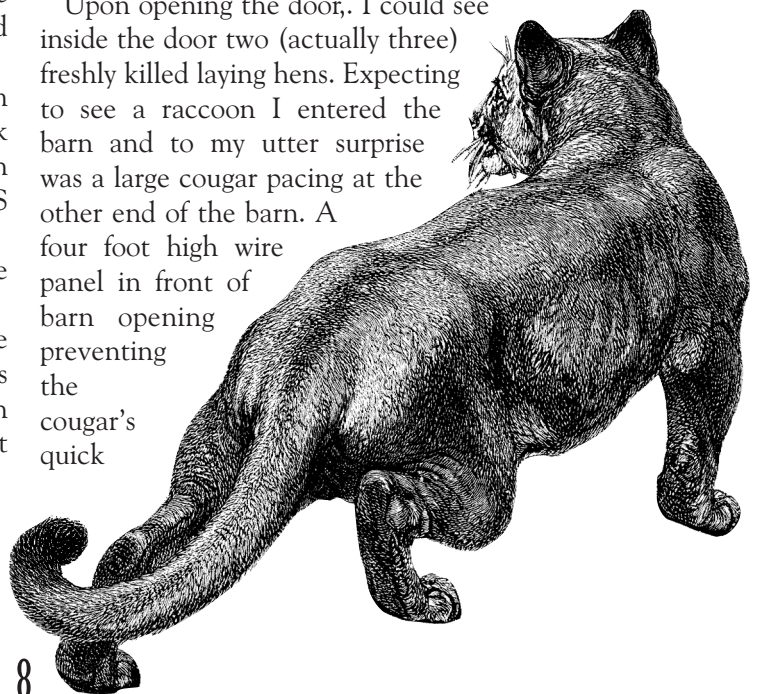 Upon opening the door,. I could see
inside the door two (actually three)
freshly killed laying hens. Expecting
to see a raccoon I entered the
barn and to my utter surprise
was a large cougar pacing at the
other end of the barn. A
four foot high wire
panel in front of
barn opening
preventing
the
cougar's
quick
8